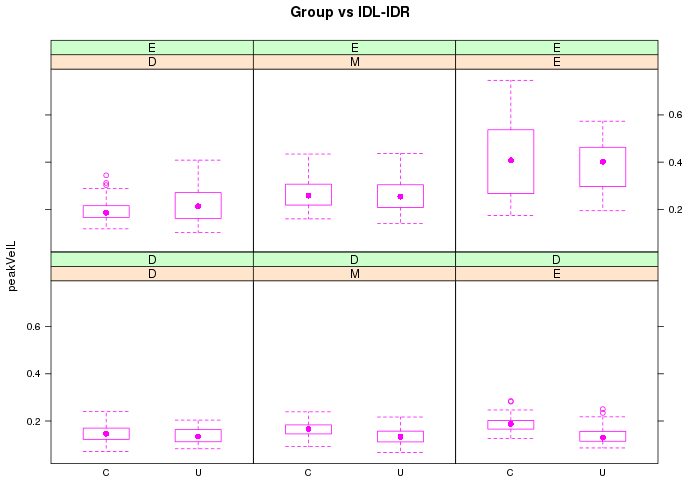 Group vs IDL-IDR
E E E
D M E
0.6
0.4
0.2
D D D
D M E
peakVelL
0.6
0.4
0.2
C U C U C U